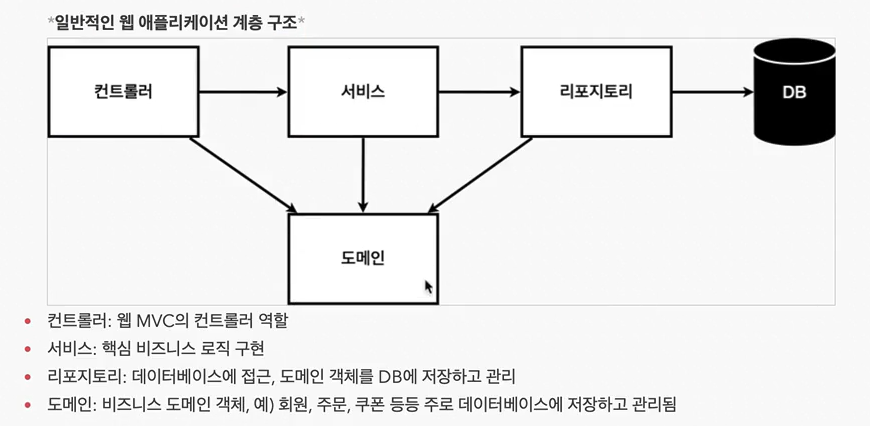 *일반적인 웹 애플리케이션 계층 구조*
컨트롤러
서비스
리포지토리
DB
도메인
• 컨트롤러: 웹 MVC의 컨트롤러 역할
• 서비스: 핵심 비즈니스 로직 구현
• 리포지토리: 데이터베이스에 접근, 도메인 객체를 DB에 저장하고 관리
• 도메인: 비즈니스 도메인 객체, 예) 회원, 주문, 쿠폰 등등 주로 데이터베이스에 저장하고 관리됨